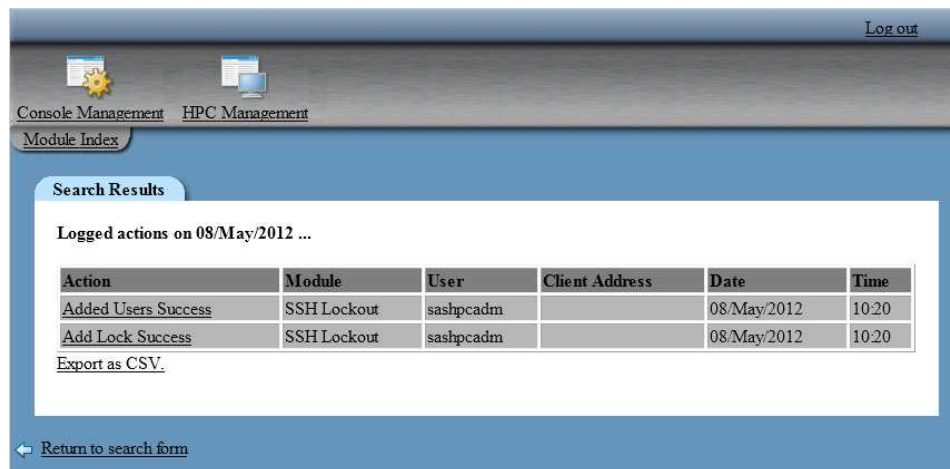 Log out
Console Management HPC Management
Module Index
Search Results
Logged actions on 08/May/2012 ...
Action Module User Client Address Date Time
Added Users Success SSH Lockout sashpcadm 08/May/2012 10:20
Add Lock Success SSH Lockout sashpcadm 08/May/2012 10:20
Export as CSV.
Return to search form